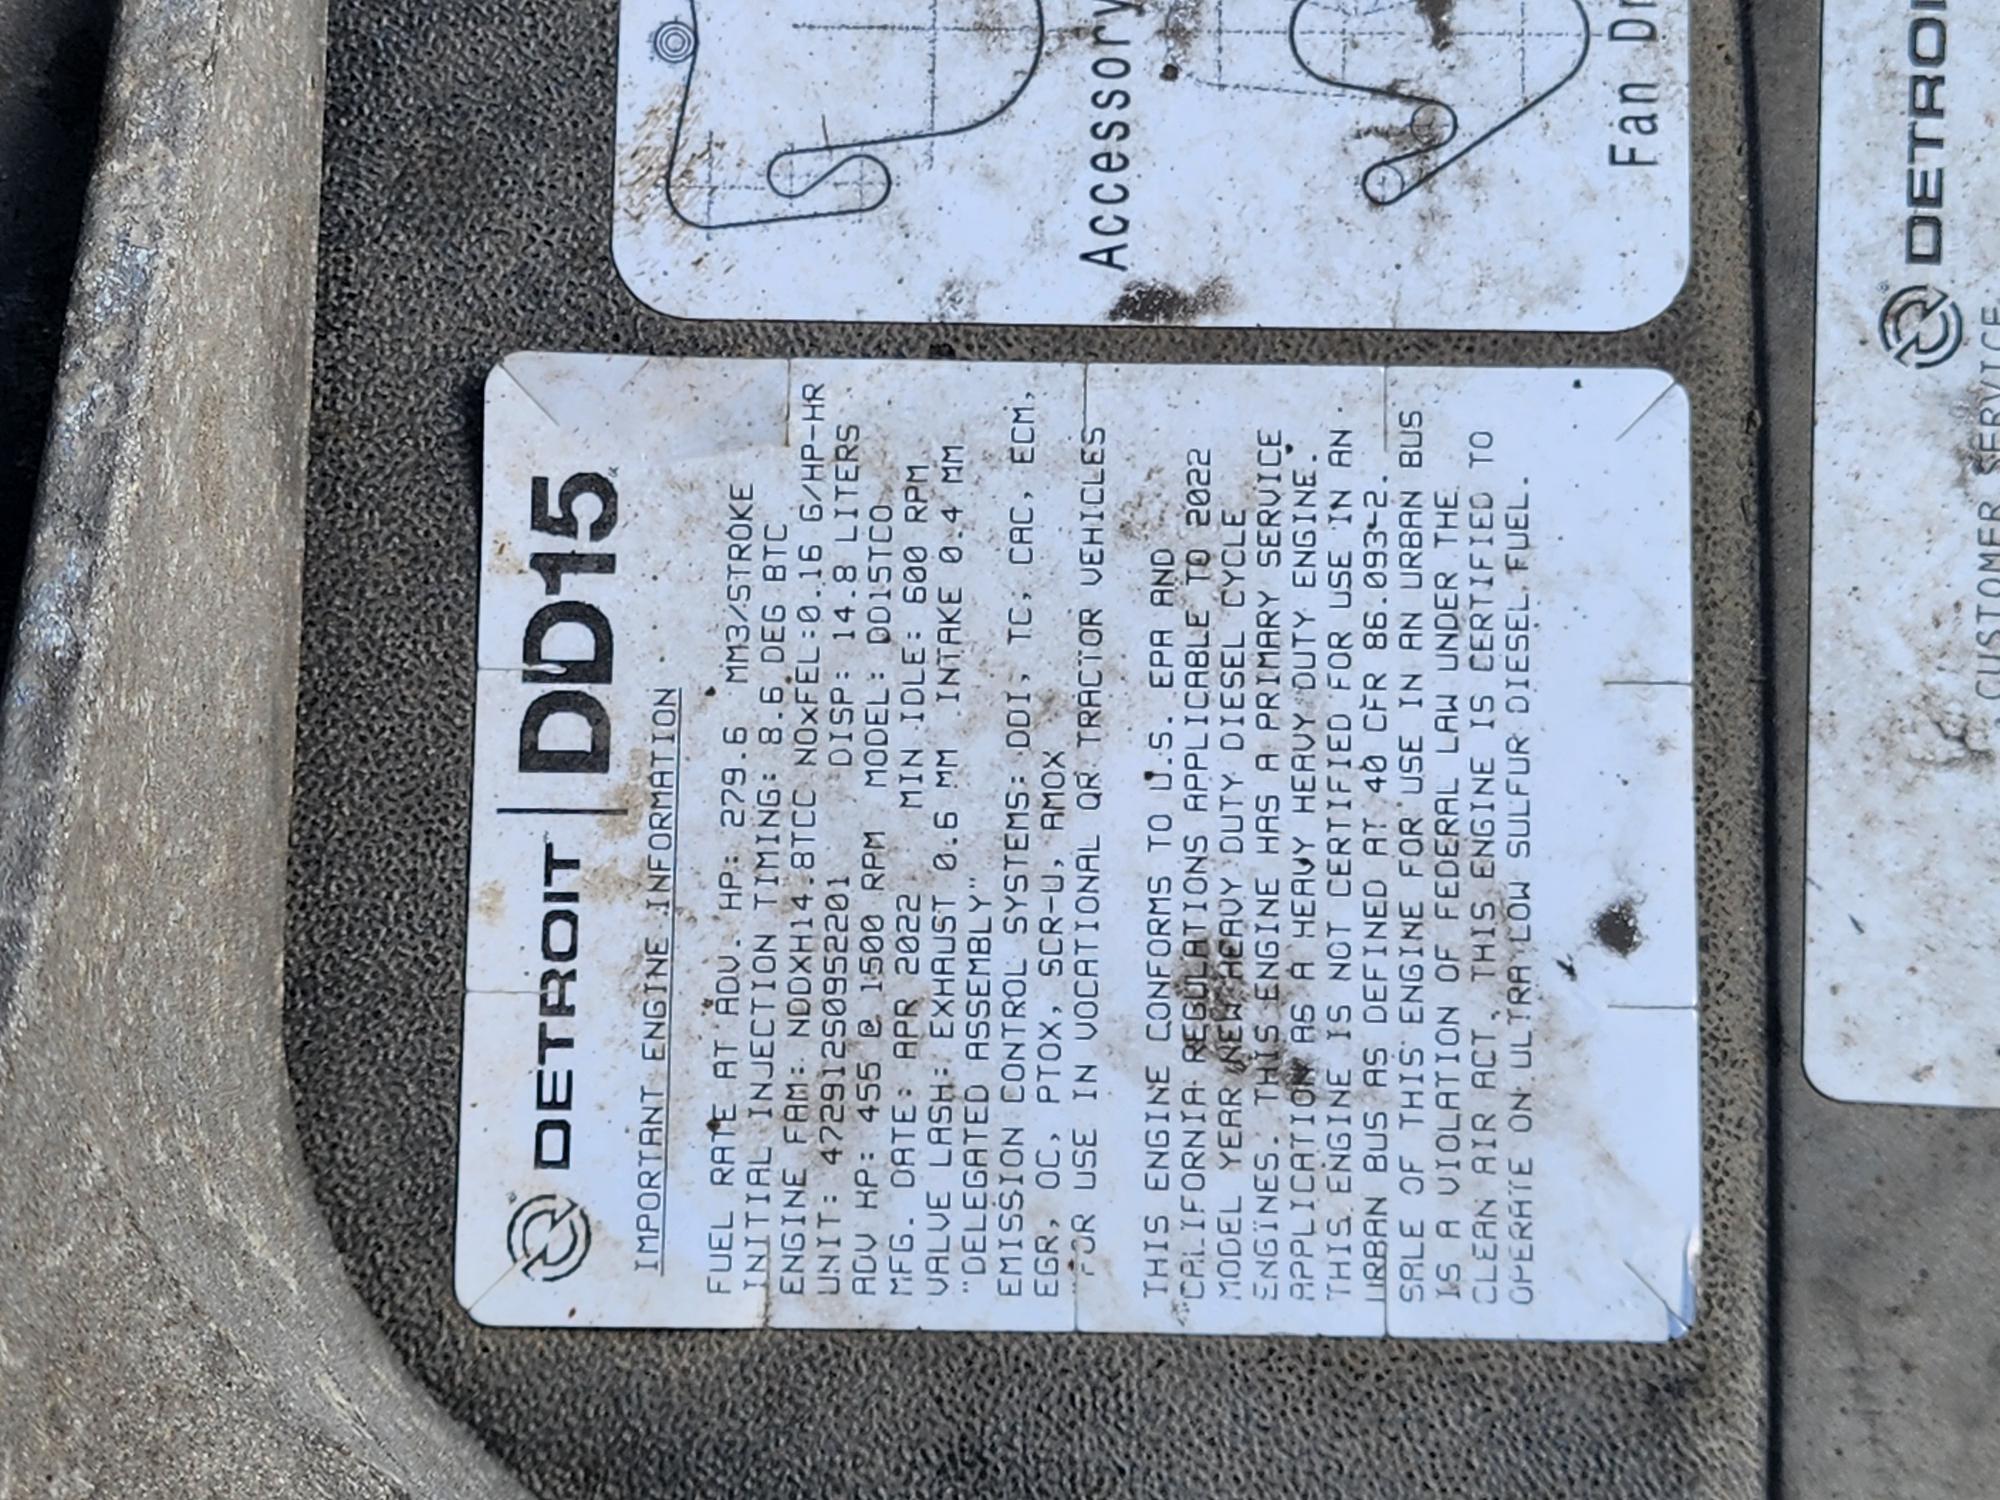 DETROIT | DD15
IMPORTANT ENGINE INFORMATION
FUEL RATE AT ADV. HP: 279.6 MM3/STROKE
INITIAL INJECTION TIMING: 8.6 DEG BTC
ENGINE FAM: NDDXH14.8TCC NOxFEL:0.16 G/HP-HR
UNIT: 472912S0952201 DISP: 14.8 LITERS
ADV HP: 455 @ 1500 RPM MODEL: DD15TCO
MFG. DATE: APR 2022 MIN IDLE: 600 RPM
VALVE LASH: EXHAUST 0.6 MM INTAKE 0.4 MM
"DELEGATED ASSEMBLY"
EMISSION CONTROL SYSTEMS: DDI, TC, CAC, ECM,
EGR, OC, PTOX, SCR-U, AMOX
FOR USE IN VOCATIONAL OR TRACTOR VEHICLES
THIS ENGINE CONFORMS TO U.S. EPA AND
CALIFORNIA REGULATIONS APPLICABLE TO 2022
MODEL YEAR NEW HEAVY DUTY DIESEL CYCLE
ENGINES. THIS ENGINE HAS A PRIMARY SERVICE
APPLICATION AS A HEAVY HEAVY DUTY ENGINE.
THIS ENGINE IS NOT CERTIFIED FOR USE IN AN
URBAN BUS AS DEFINED AT 40 CFR 86.093-2.
SALE OF THIS ENGINE FOR USE IN AN URBAN BUS
IS A VIOLATION OF FEDERAL LAW UNDER THE
CLEAN AIR ACT. THIS ENGINE IS CERTIFIED TO
OPERATE ON ULTRA LOW SULFUR DIESEL FUEL.
Accessory
Fan Dr
DETROI
CUSTOMER SERVICE